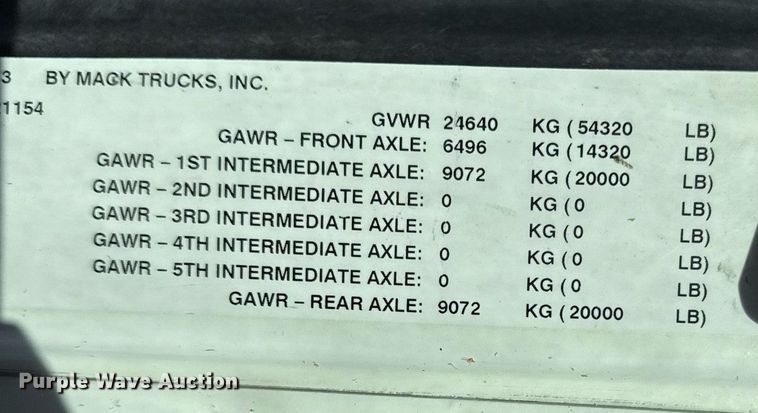 3 BY MACK TRUCKS, INC.
1154
GVWR 24640 KG ( 54320 LB)
GAWR – FRONT AXLE: 6496 KG ( 14320 LB)
GAWR – 1ST INTERMEDIATE AXLE: 9072 KG ( 20000 LB)
GAWR – 2ND INTERMEDIATE AXLE: 0 KG ( 0 LB)
GAWR – 3RD INTERMEDIATE AXLE: 0 KG ( 0 LB)
GAWR – 4TH INTERMEDIATE AXLE: 0 KG ( 0 LB)
GAWR – 5TH INTERMEDIATE AXLE: 0 KG ( 0 LB)
GAWR – REAR AXLE: 9072 KG ( 20000 LB)
Purple Wave Auction